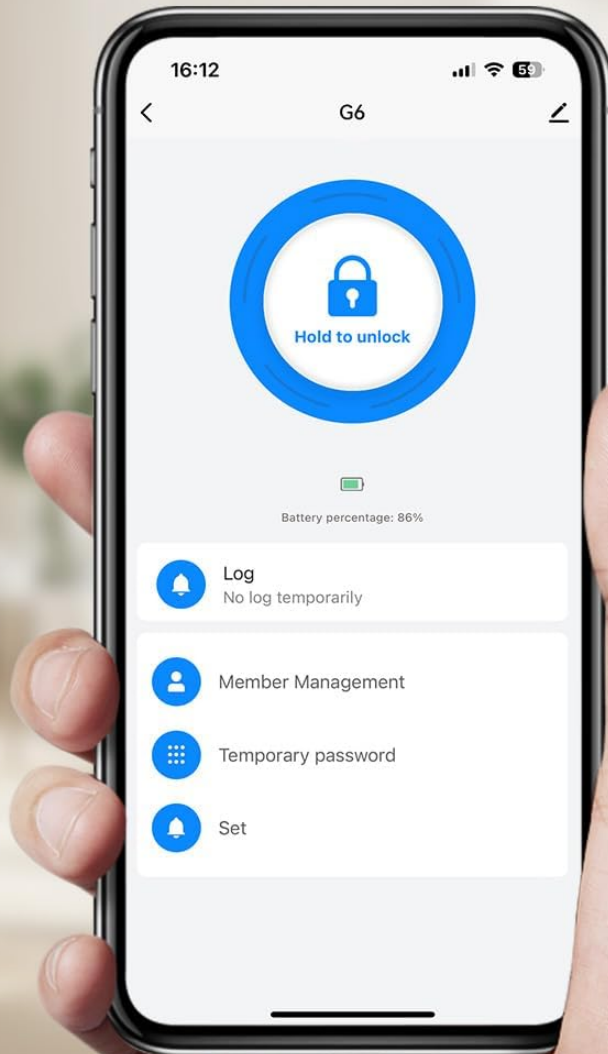 16:12
59
G6
Hold to unlock
Battery percentage: 86%
Log
No log temporarily
Member Management
Temporary password
Set